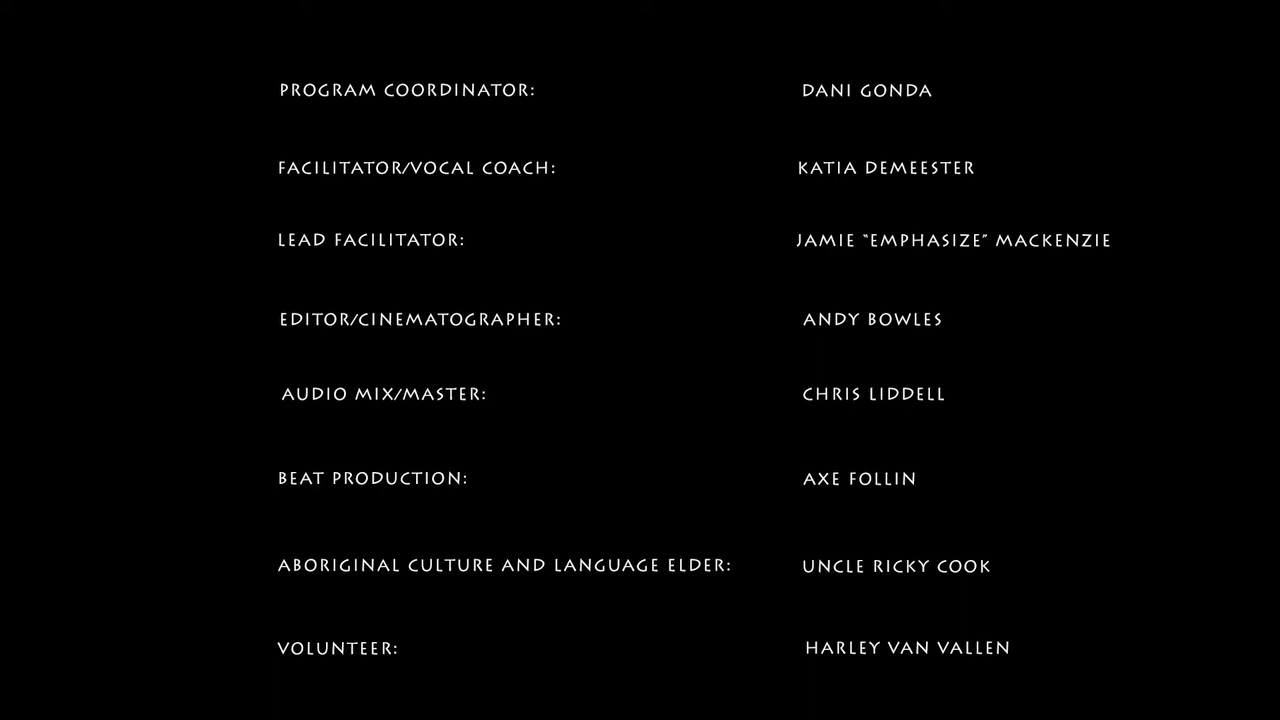 PROGRAM COORDINATOR: DANI GONDA
FACILITATOR/VOCAL COACH: KATIA DEMEESTER
LEAD FACILITATOR: JAMIE “EMPHASIZE” MACKENZIE
EDITOR/CINEMATOGRAPHER: ANDY BOWLES
AUDIO MIX/MASTER: CHRIS LIDDELL
BEAT PRODUCTION: AXE FOLLIN
ABORIGINAL CULTURE AND LANGUAGE ELDER: UNCLE RICKY COOK
VOLUNTEER: HARLEY VAN VALLEN